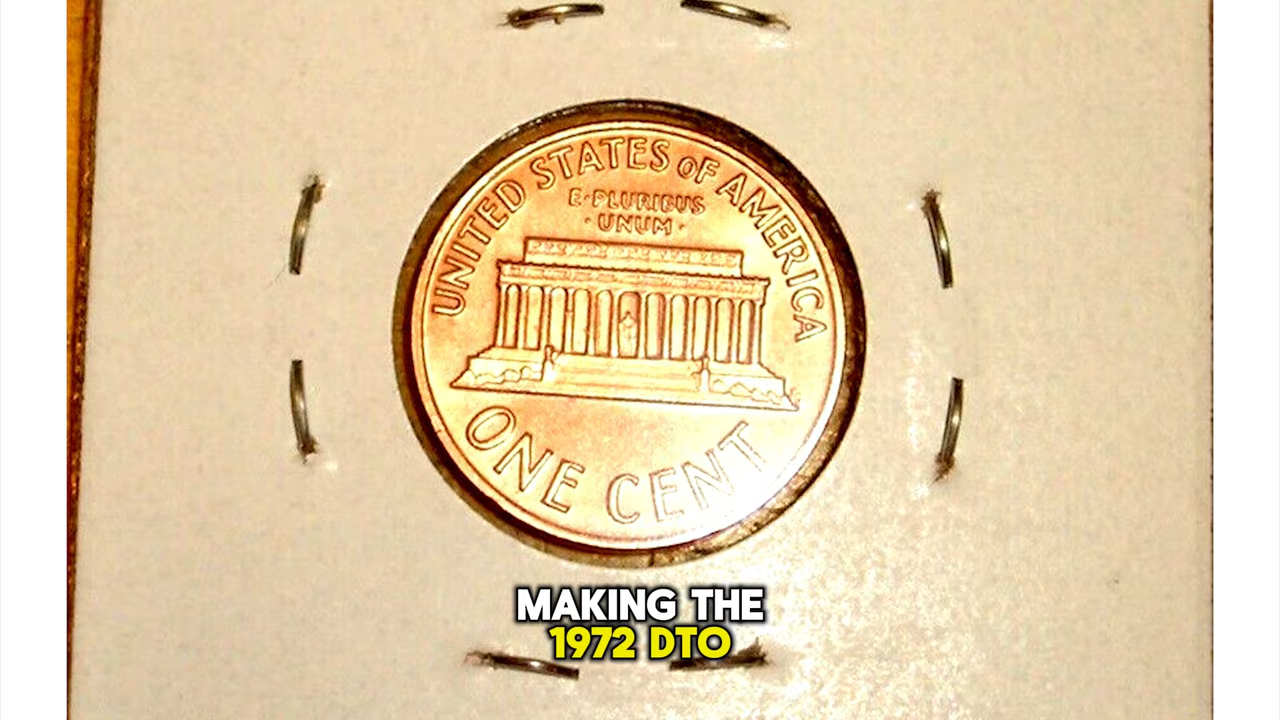 UNITED STATES OF AMERICA
E·PLURIBUS
·UNUM·
ONE CENT
MAKING THE
1972 DTO